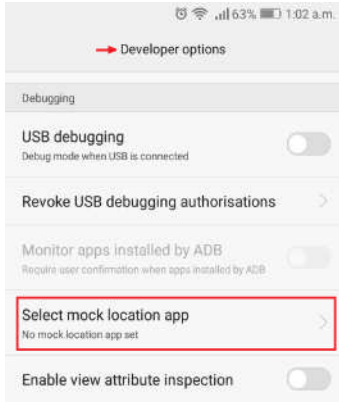 63% 1:02 a.m.
Developer options
Debugging
USB debugging
Debug mode when USB is connected
Revoke USB debugging authorisations
Monitor apps installed by ADB
Require user confirmation when apps installed by ADB
Select mock location app
No mock location app set
Enable view attribute inspection